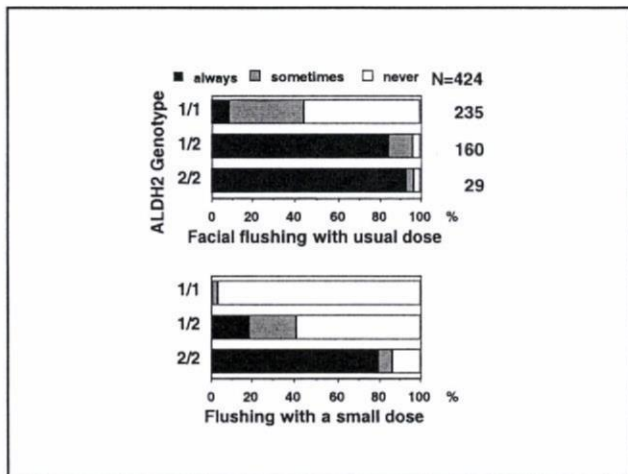 always sometimes never N=424
ALDH2 Genotype
1/1 235
1/2 160
2/2 29
0 20 40 60 80 100 %
Facial flushing with usual dose
1/1
1/2
2/2
0 20 40 60 80 100 %
Flushing with a small dose